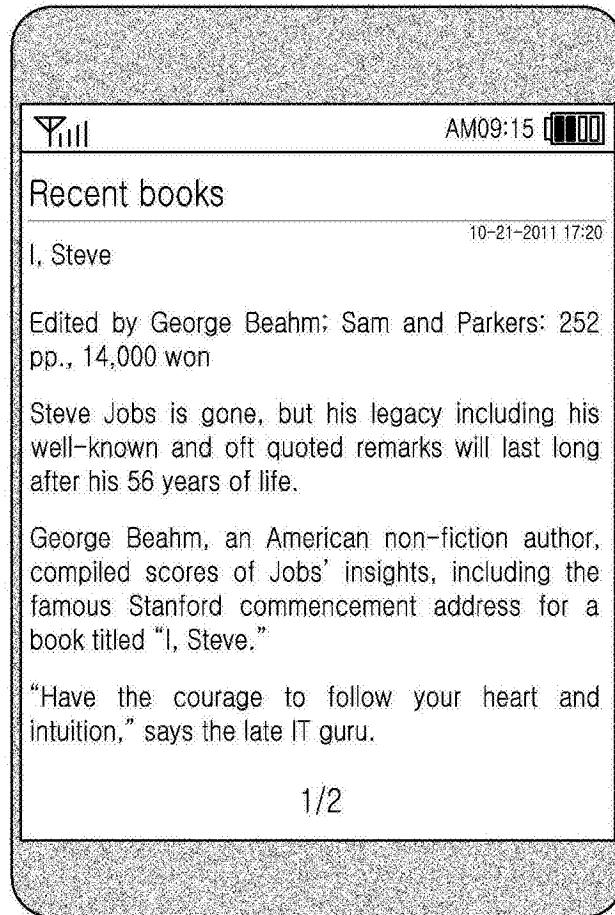 AM09:15
Recent books
10-21-2011 17:20
I, Steve
Edited by George Beahm; Sam and Parkers: 252
pp., 14,000 won
Steve Jobs is gone, but his legacy including his
well-known and oft quoted remarks will last long
after his 56 years of life.
George Beahm, an American non-fiction author,
compiled scores of Jobs' insights, including the
famous Stanford commencement address for a
book titled “I, Steve.”
“Have the courage to follow your heart and
intuition,” says the late IT guru.
1/2